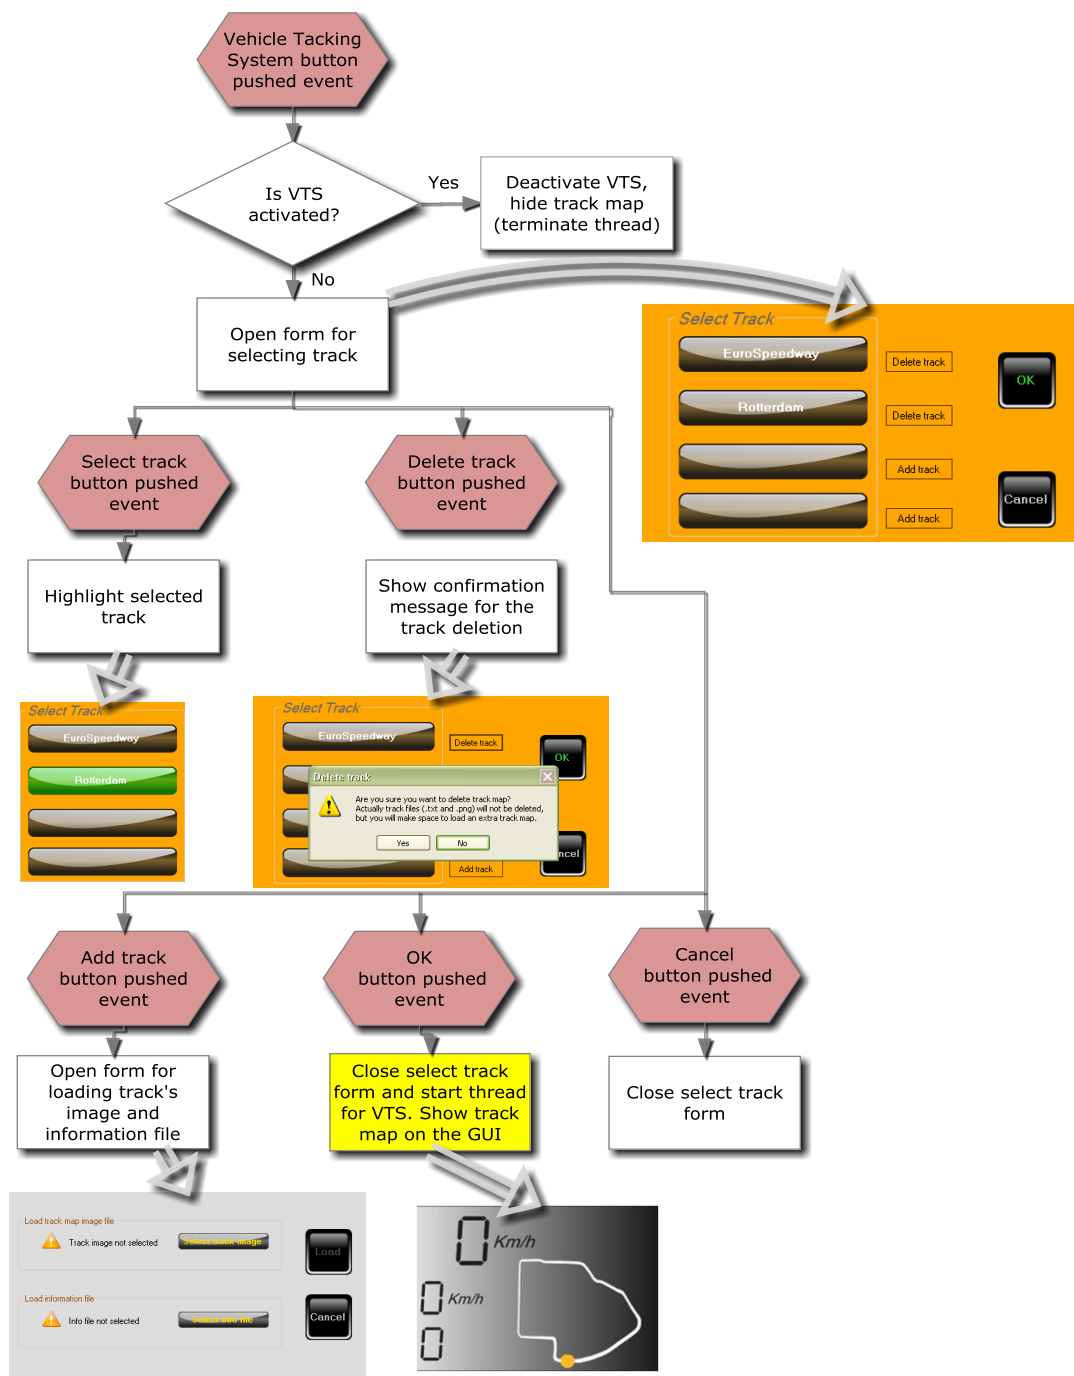 Vehicle Tacking
System button
pushed event
Is VTS
activated?
Yes
Deactivate VTS,
hide track map
(terminate thread)
No
Open form for
selecting track
Select Track
EuroSpeedway
Delete track
OK
Rotterdam
Delete track
Add track
Cancel
Add track
Select track
button pushed
event
Delete track
button pushed
event
Highlight selected
track
Show confirmation
message for the
track deletion
Select Track
EuroSpeedway
Rotterdam
Select Track
EuroSpeedway
Delete track
OK
Delete track
Are you sure you want to delete track map?
Actually track files (.txt and .png) will not be deleted,
but you will make space to load an extra track map.
Yes
No
ncel
Add track
Add track
button pushed
event
OK
button pushed
event
Cancel
button pushed
event
Open form for
loading track's
image and
information file
Close select track
form and start thread
for VTS. Show track
map on the GUI
Close select track
form
Load track map image file
Track image not selected
Select track image
Load
Load information file
Info file not selected
Select info file
Cancel
0 Km/h
0 Km/h
0